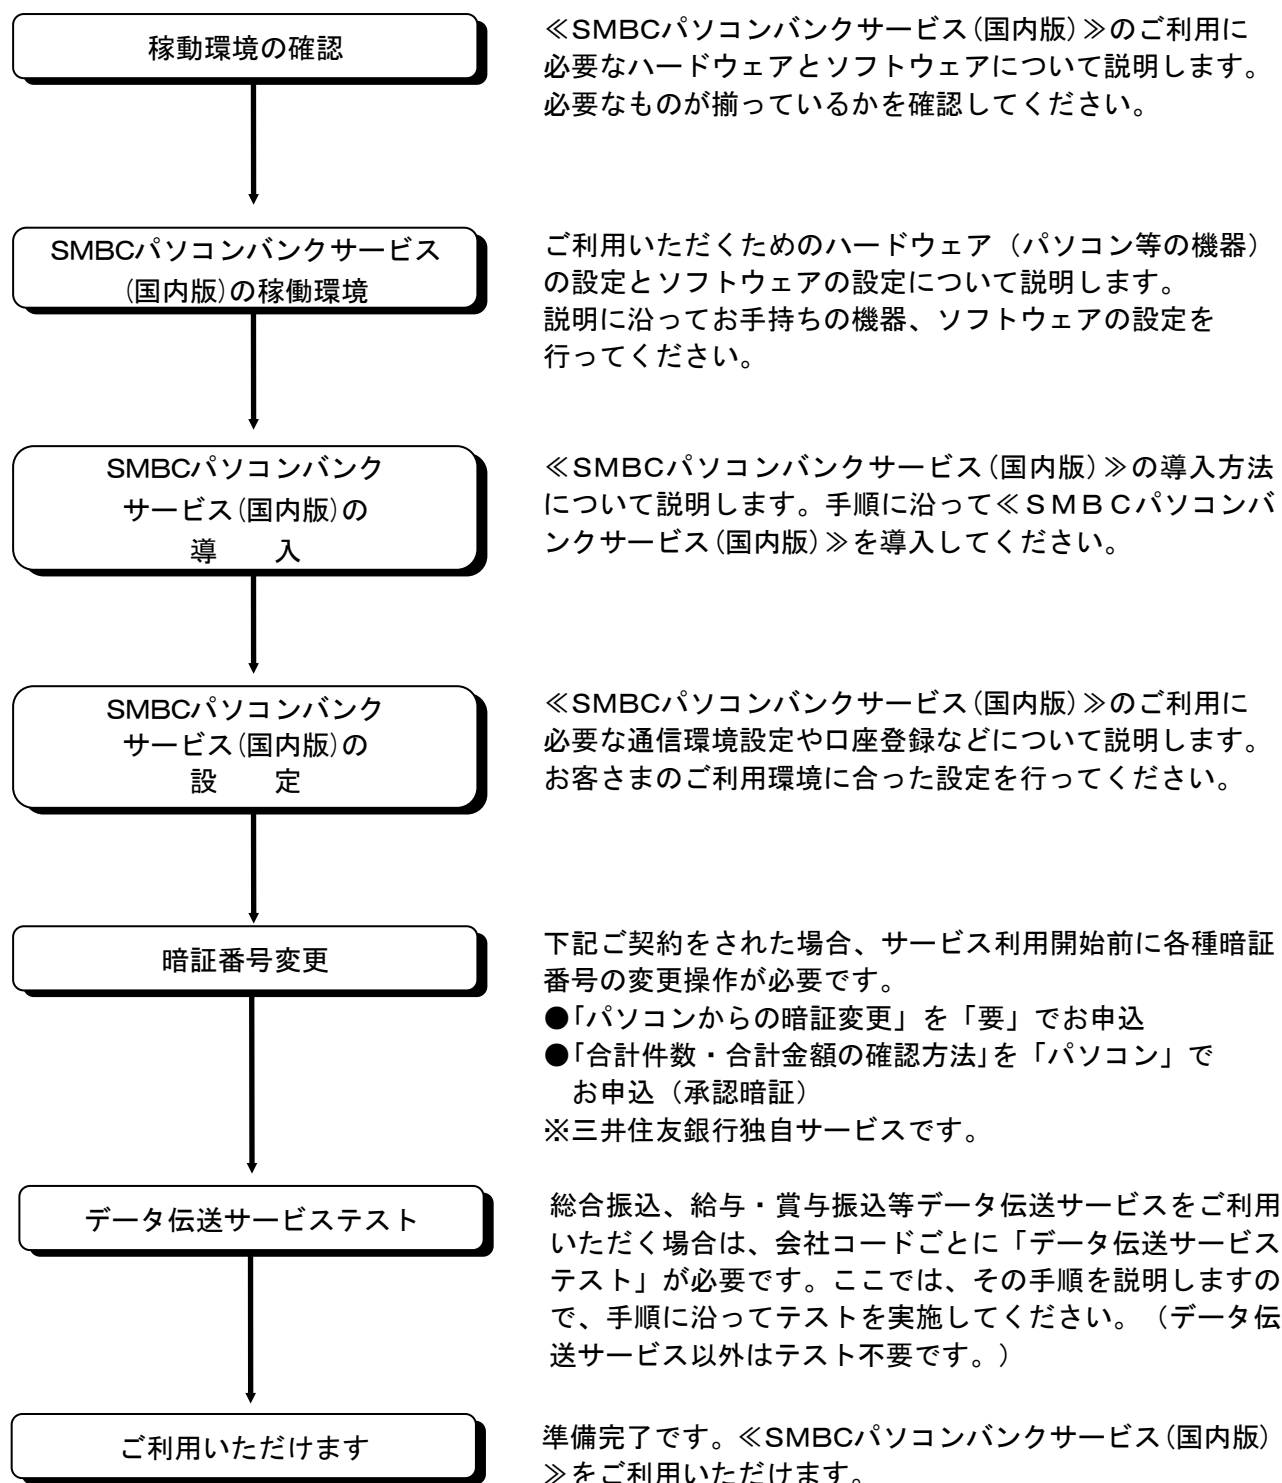 稼動環境の確認
≪SMBCパソコンバンクサービス(国内版)≫のご利用に
必要なハードウェアとソフトウェアについて説明します。
必要なものが揃っているかを確認してください。
SMBCパソコンバンクサービス
(国内版)の稼働環境
ご利用いただくためのハードウェア（パソコン等の機器）
の設定とソフトウェアの設定について説明します。
説明に沿ってお手持ちの機器、ソフトウェアの設定を
行ってください。
SMBCパソコンバンク
サービス(国内版)の
導　　入
≪SMBCパソコンバンクサービス(国内版)≫の導入方法
について説明します。手順に沿って≪ＳＭＢＣパソコンバ
ンクサービス(国内版)≫を導入してください。
SMBCパソコンバンク
サービス(国内版)の
設　　定
≪SMBCパソコンバンクサービス(国内版)≫のご利用に
必要な通信環境設定や口座登録などについて説明します。
お客さまのご利用環境に合った設定を行ってください。
暗証番号変更
下記ご契約をされた場合、サービス利用開始前に各種暗証
番号の変更操作が必要です。
●「パソコンからの暗証変更」を「要」でお申込
●「合計件数・合計金額の確認方法」を「パソコン」で
お申込（承認暗証）
※三井住友銀行独自サービスです。
データ伝送サービステスト
総合振込、給与・賞与振込等データ伝送サービスをご利用
いただく場合は、会社コードごとに「データ伝送サービス
テスト」が必要です。ここでは、その手順を説明しますの
で、手順に沿ってテストを実施してください。（データ伝
送サービス以外はテスト不要です。）
ご利用いただけます
準備完了です。≪SMBCパソコンバンクサービス(国内版)
≫をご利用いただけます。